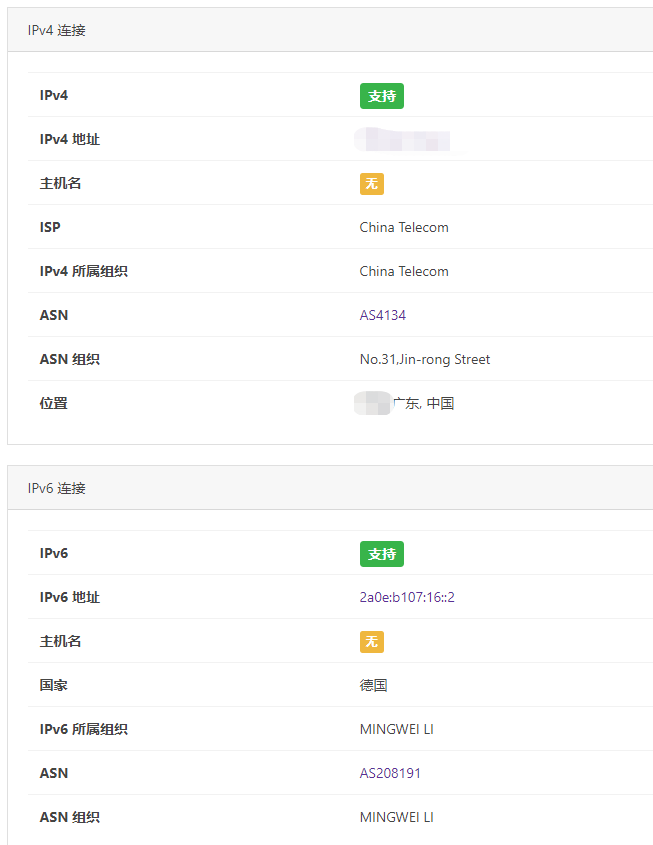 IPv4 连接
IPv4 支持
IPv4 地址
主机名 无
ISP China Telecom
IPv4 所属组织 China Telecom
ASN AS4134
ASN 组织 No.31,Jin-rong Street
位置 广东, 中国
IPv6 连接
IPv6 支持
IPv6 地址 2a0e:b107:16::2
主机名 无
国家 德国
IPv6 所属组织 MINGWEI LI
ASN AS208191
ASN 组织 MINGWEI LI